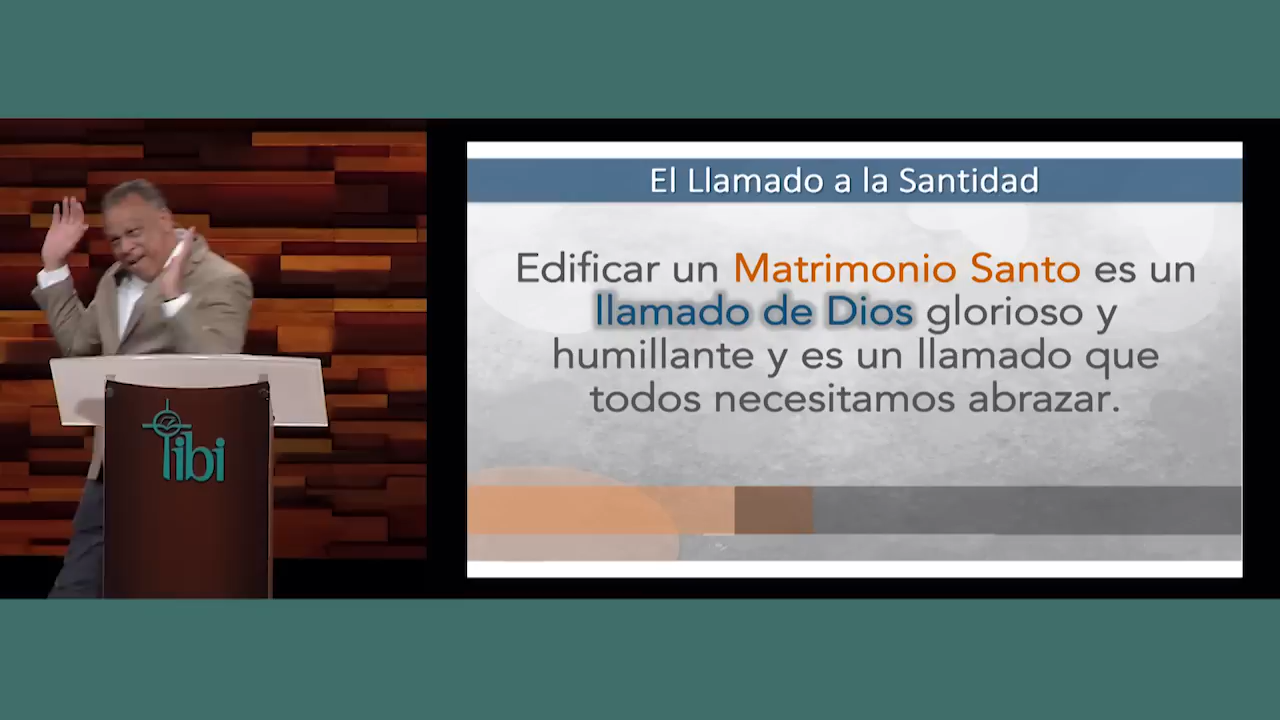 El Llamado a la Santidad
Edificar un Matrimonio Santo es un
llamado de Dios glorioso y
humillante y es un llamado que
todos necesitamos abrazar.
ibi